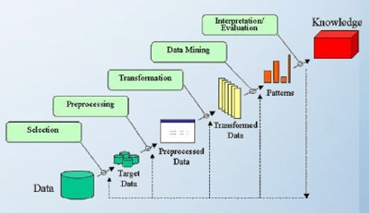 Interpretation/
Evaluation
Knowledge
Data Mining
Transformation
Patterns
Preprocessing
Transformed
Data
Selection
Preprocessed
Data
Target
Data
Data